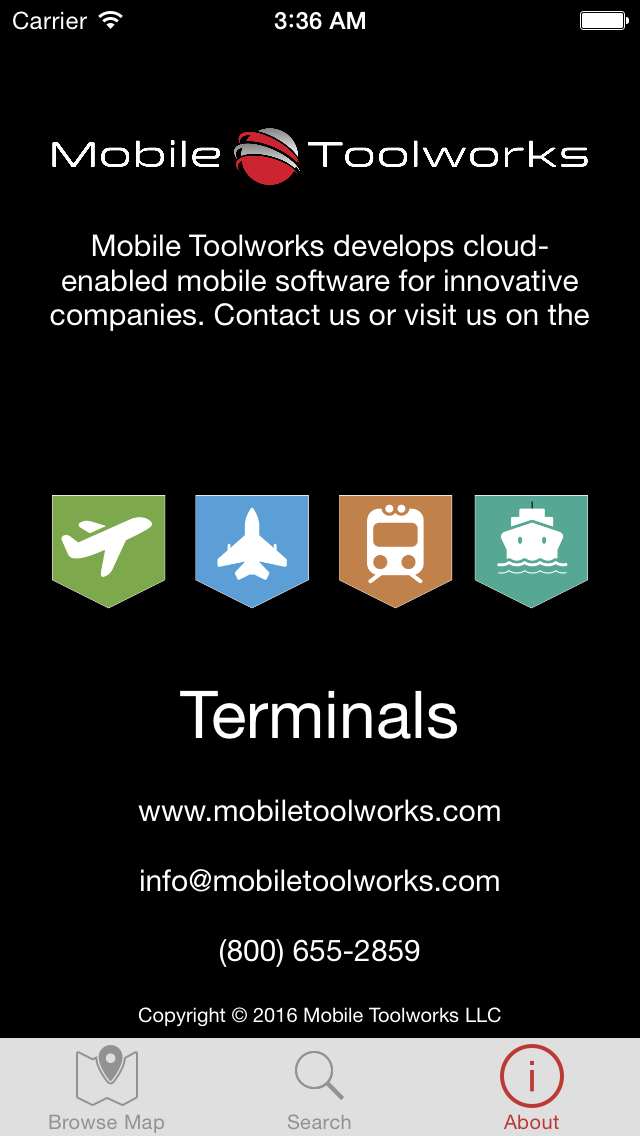 Carrier
3:36 AM
Mobile Toolworks
Mobile Toolworks develops cloud-
enabled mobile software for innovative
companies. Contact us or visit us on the
Terminals
www.mobiletoolworks.com
info@mobiletoolworks.com
(800) 655-2859
Copyright © 2016 Mobile Toolworks LLC
Browse Map
Search
About